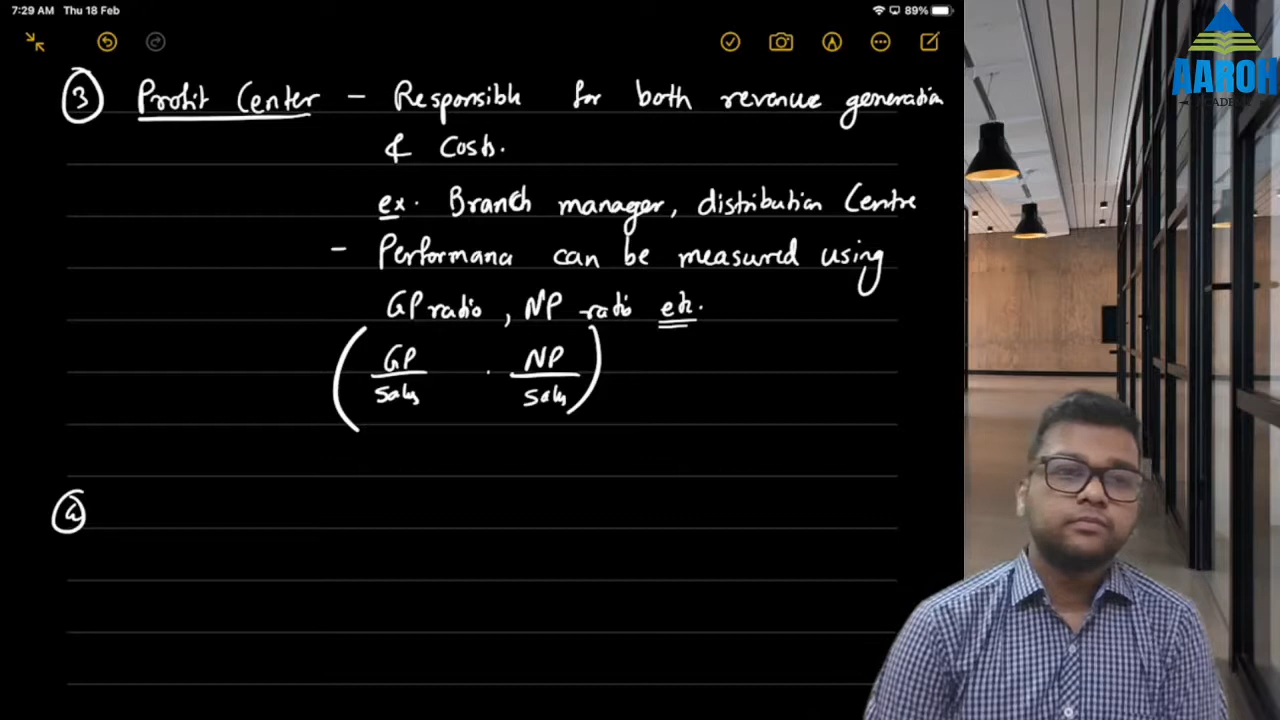 7:29 AM Thu 18 Feb 89%
AAROH
ACADEMY
③ Profit Center - Responsible for both revenue generation
& Costs.
ex. Branch manager, distribution Centre
- Performance can be measured using
GP ratio, NP ratio etc.
( GP . NP )
Sales Sales
④